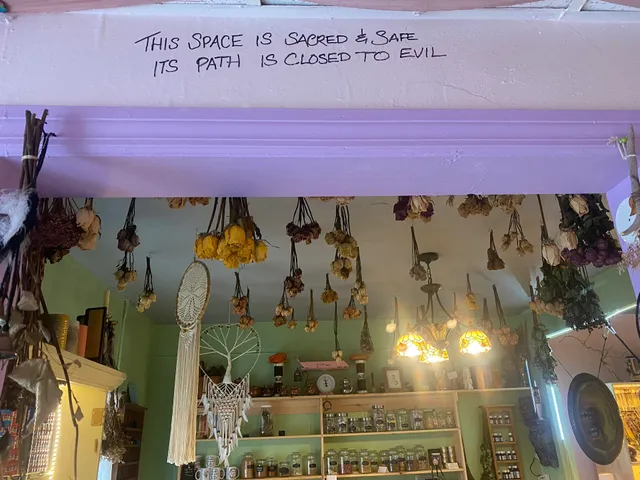 THIS SPACE IS SACRED & SAFE
ITS PATH IS CLOSED TO EVIL